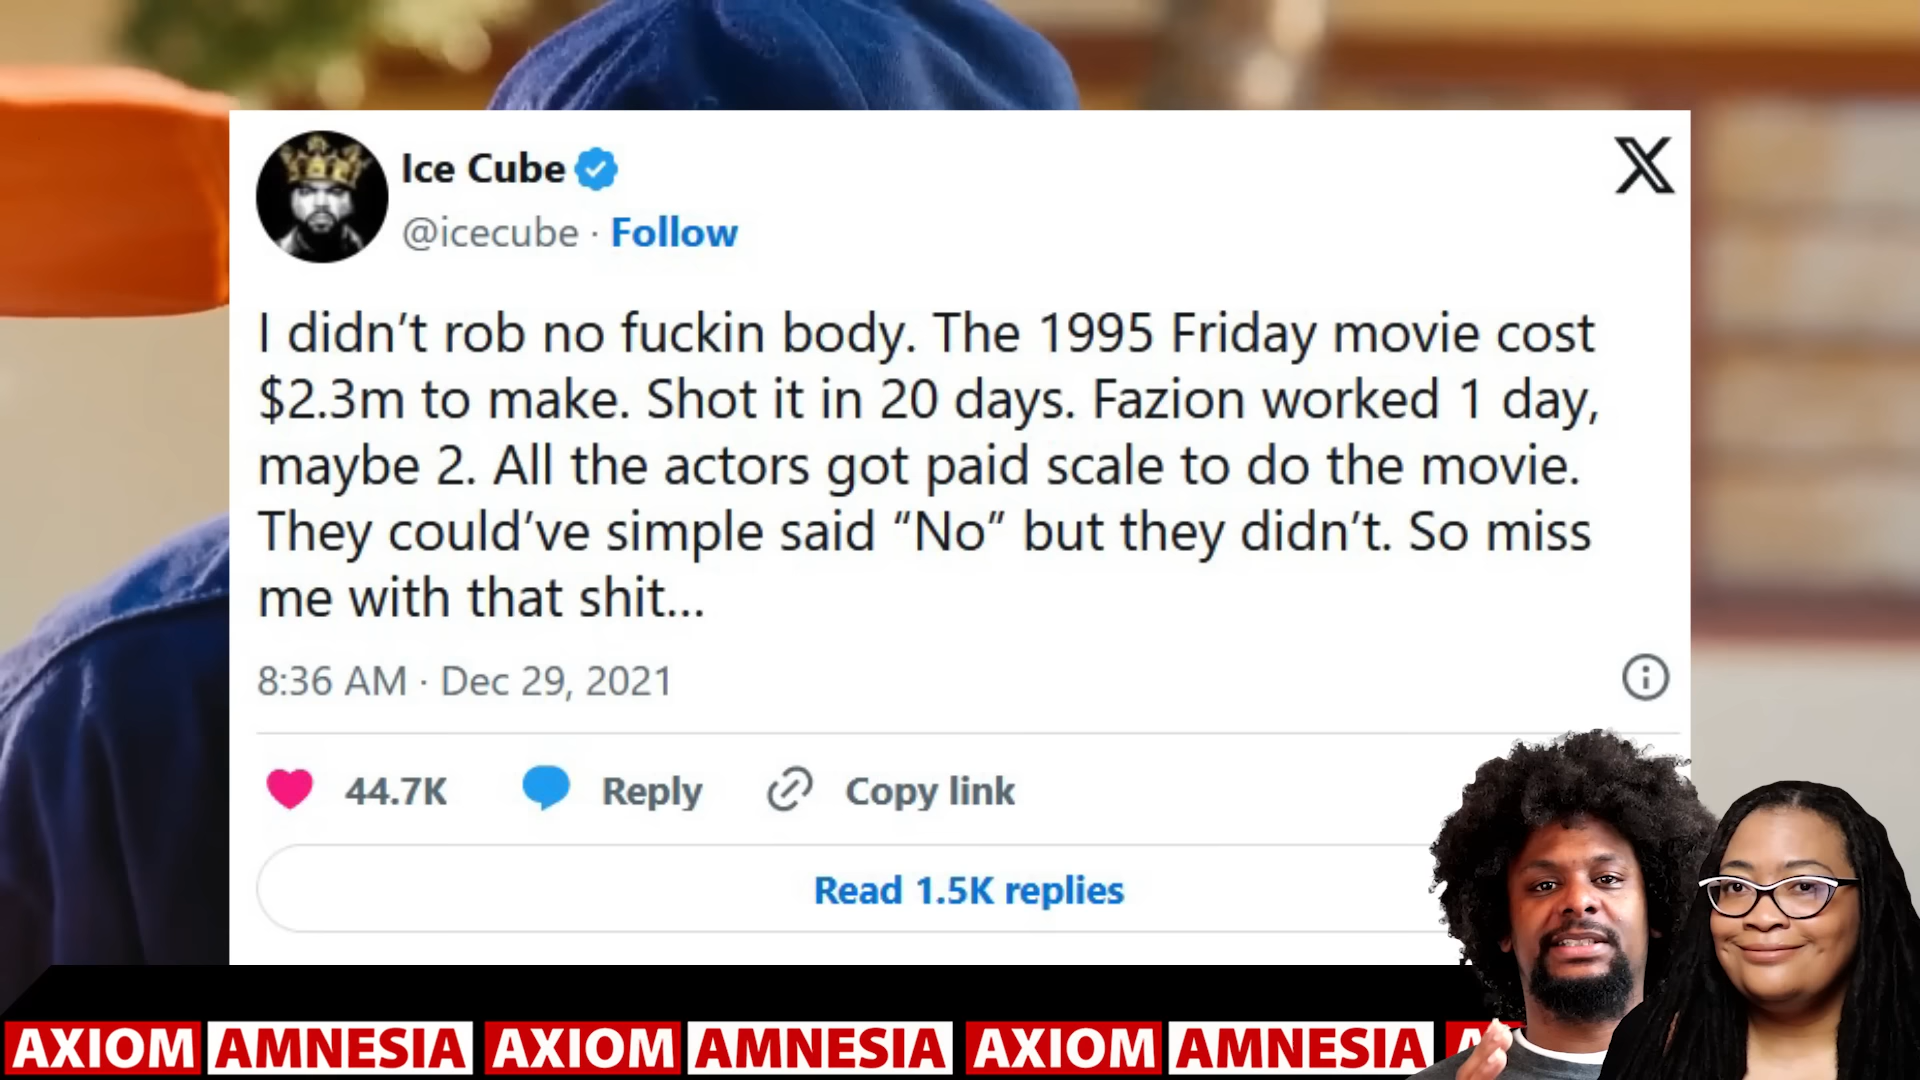 Ice Cube
@icecube · Follow
I didn’t rob no fuckin body. The 1995 Friday movie cost
$2.3m to make. Shot it in 20 days. Fazion worked 1 day,
maybe 2. All the actors got paid scale to do the movie.
They could’ve simple said “No” but they didn’t. So miss
me with that shit...
8:36 AM · Dec 29, 2021
44.7K Reply Copy link
Read 1.5K replies
AXIOM AMNESIA AXIOM AMNESIA AXIOM AMNESIA A